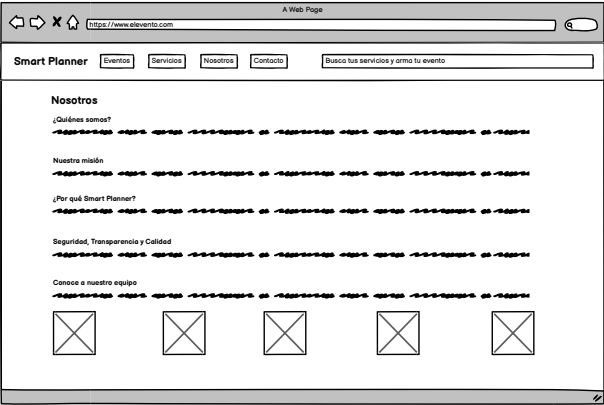 A Web Page
https://www.elevento.com
Smart Planner
Eventos
Servicios
Nosotros
Contacto
Busca tus servicios y arma tu evento
Nosotros
¿Quiénes somos?
Nuestra misión
¿Por qué Smart Planner?
Seguridad, Transparencia y Calidad
Conoce a nuestro equipo